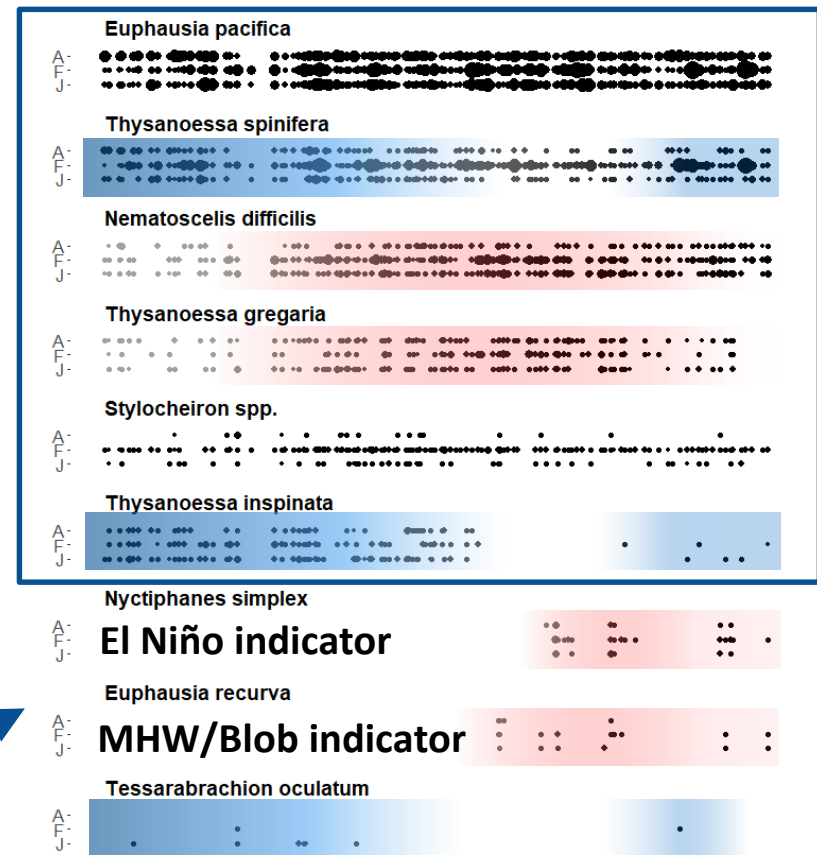 Euphausia pacifica
A-
F-
J-
Thysanoessa spinifera
A-
F-
J-
Nematoscelis difficilis
A-
F-
J-
Thysanoessa gregaria
A-
F-
J-
Stylocheiron spp.
A-
F-
J-
Thysanoessa inspinata
A-
F-
J-
Nyctiphanes simplex
A-
F-
J-
El Niño indicator
Euphausia recurva
A-
F-
J-
MHW/Blob indicator
Tessarabrachion oculatum
A-
F-
J-